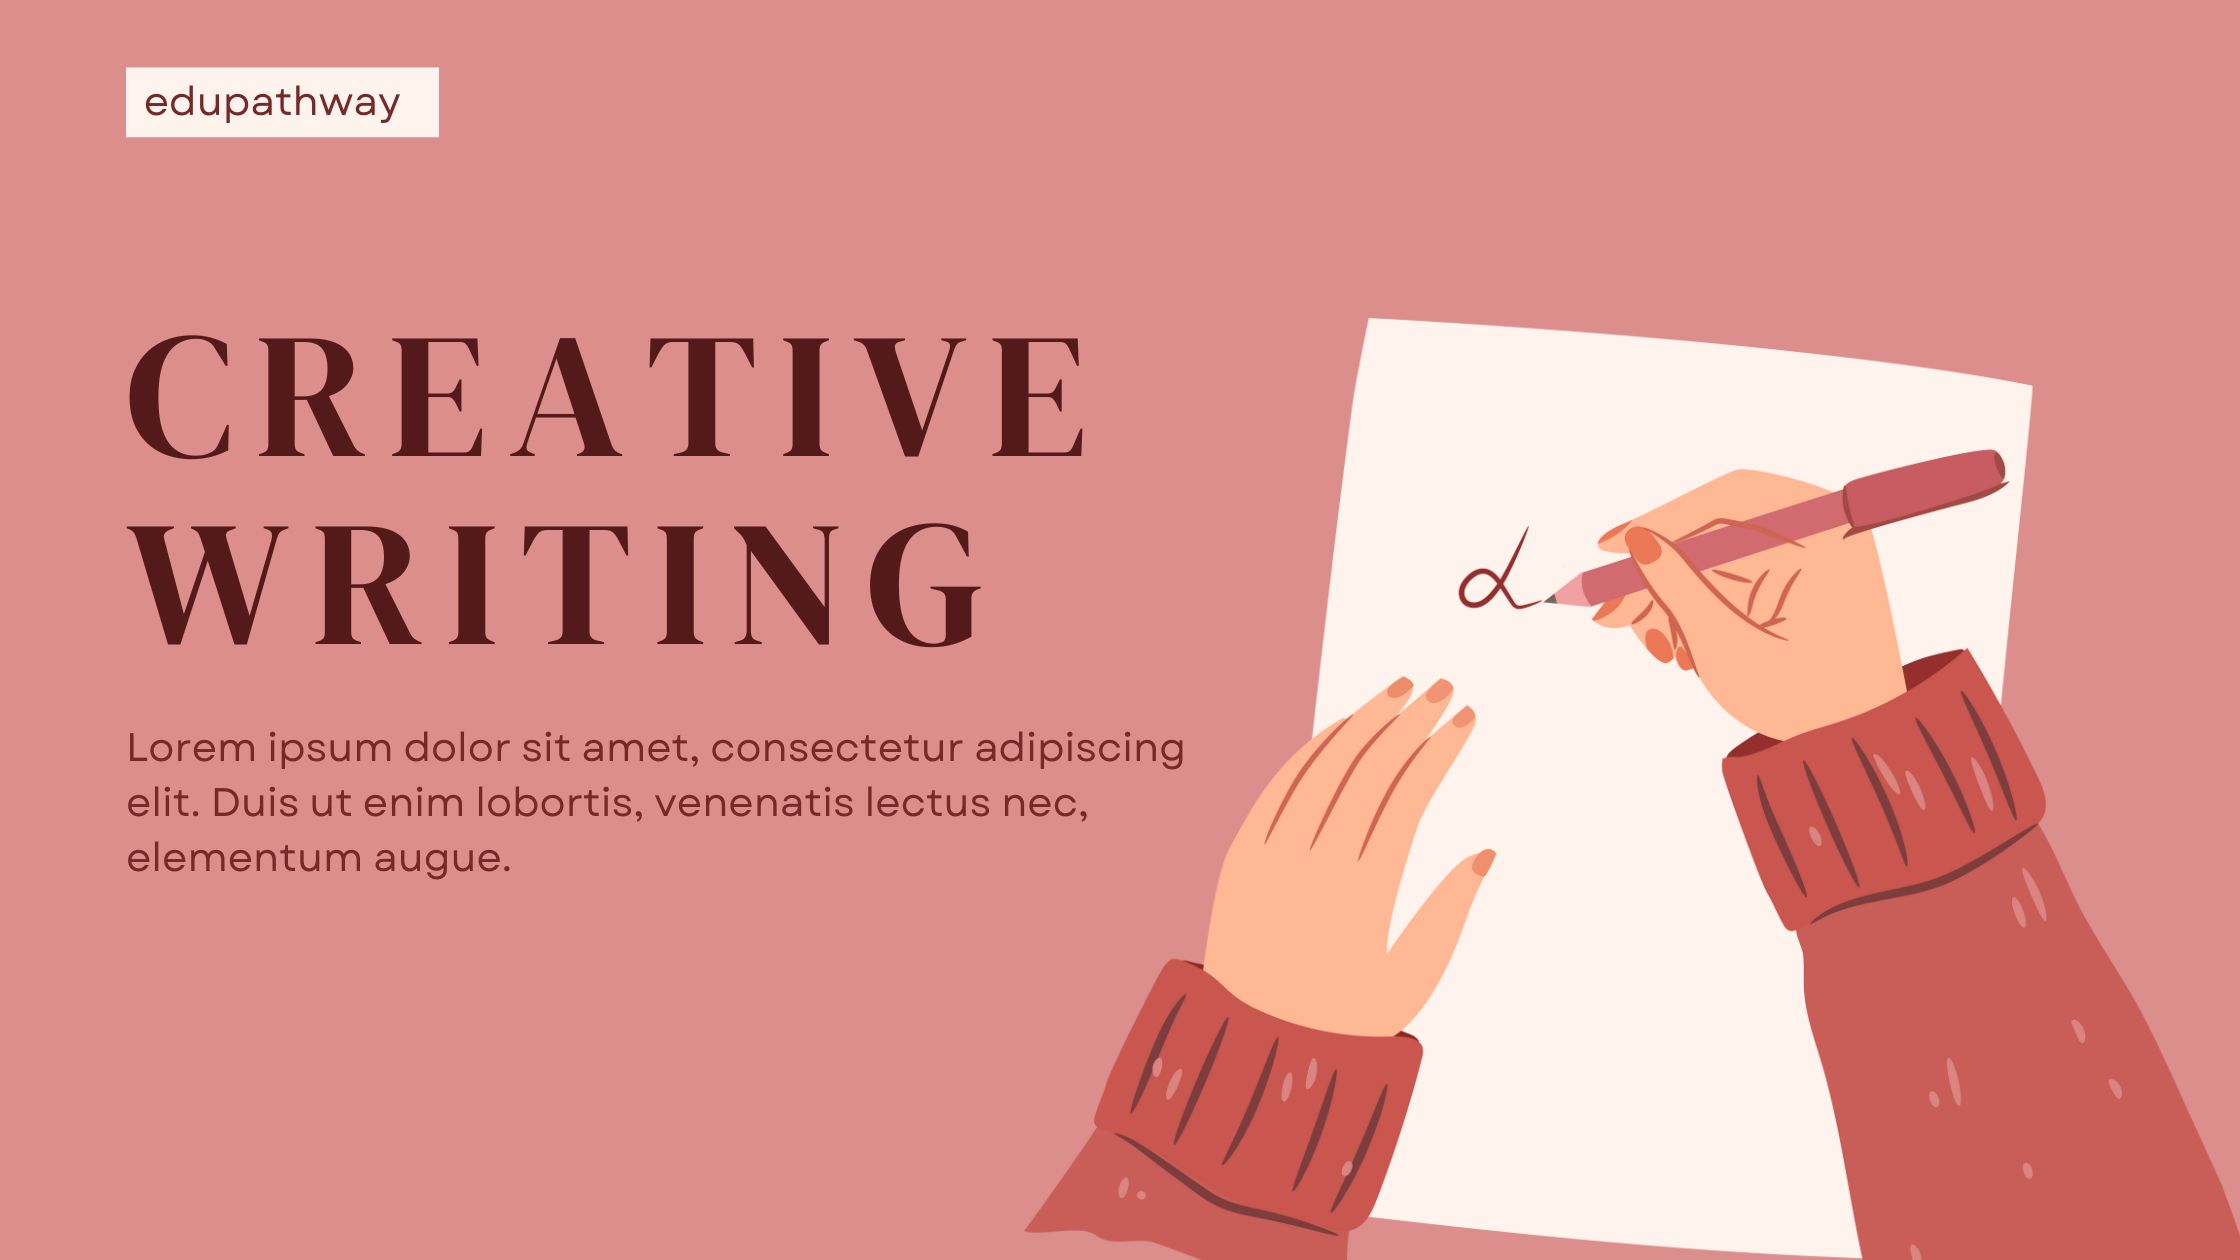 edupathway
CREATIVE
WRITING
Lorem ipsum dolor sit amet, consectetur adipiscing
elit. Duis ut enim lobortis, venenatis lectus nec,
elementum augue.